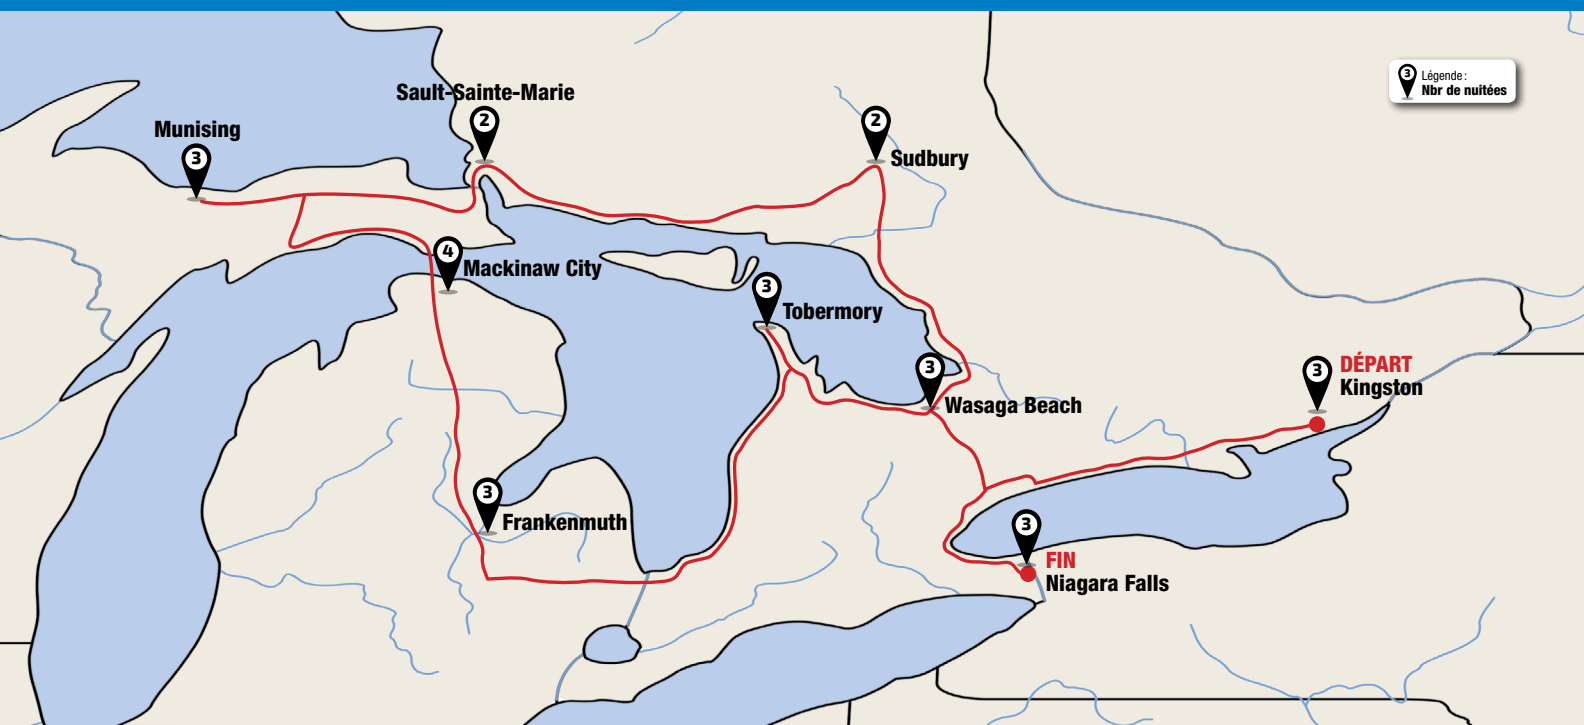 3
Légende :
Nbr de nuitées
Sault-Sainte-Marie
2
2
Sudbury
Munising
3
4
Mackinaw City
3
Tobermory
3
Wasaga Beach
3
DÉPART
Kingston
3
Frankenmuth
3
FIN
Niagara Falls